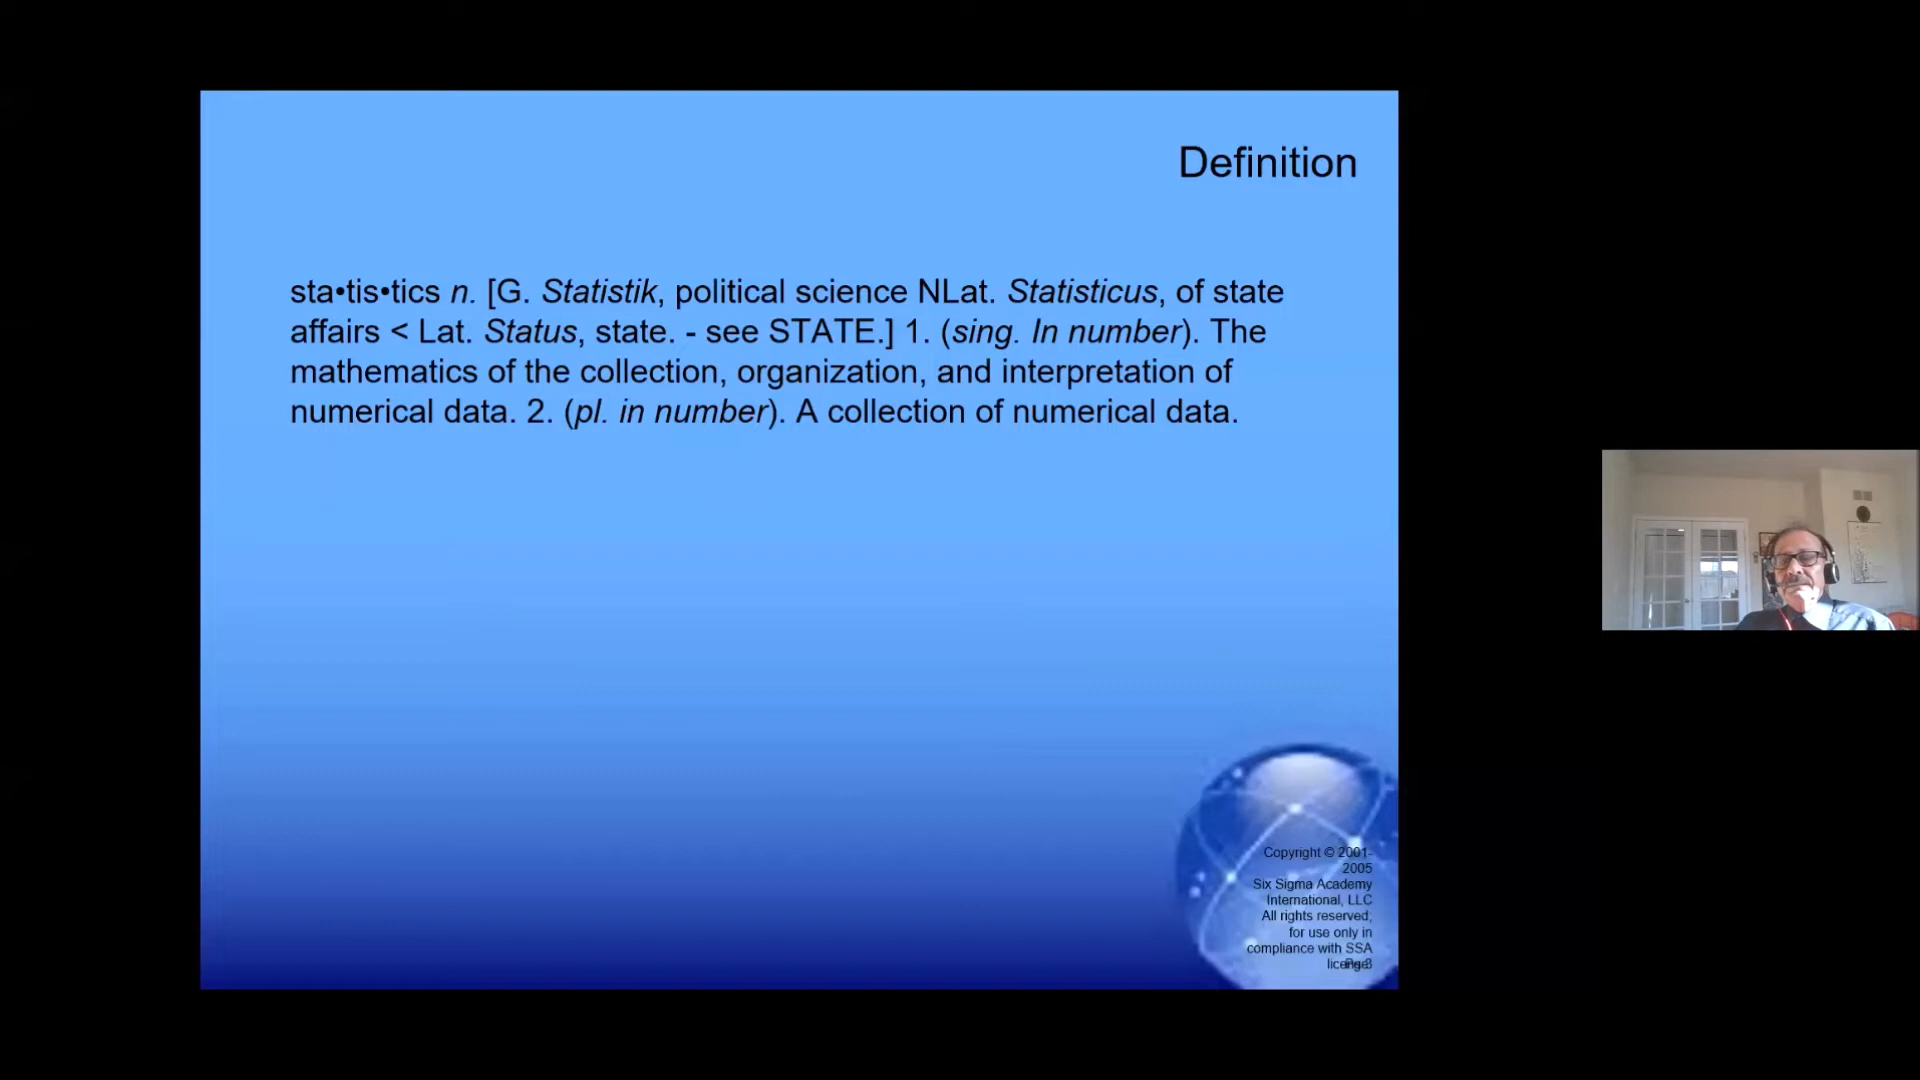 Definition
sta•tis•tics n. [G. Statistik, political science NLat. Statisticus, of state
affairs < Lat. Status, state. - see STATE.] 1. (sing. In number). The
mathematics of the collection, organization, and interpretation of
numerical data. 2. (pl. in number). A collection of numerical data.
Copyright © 2001-
2005
Six Sigma Academy
International, LLC
All rights reserved;
for use only in
compliance with SSA